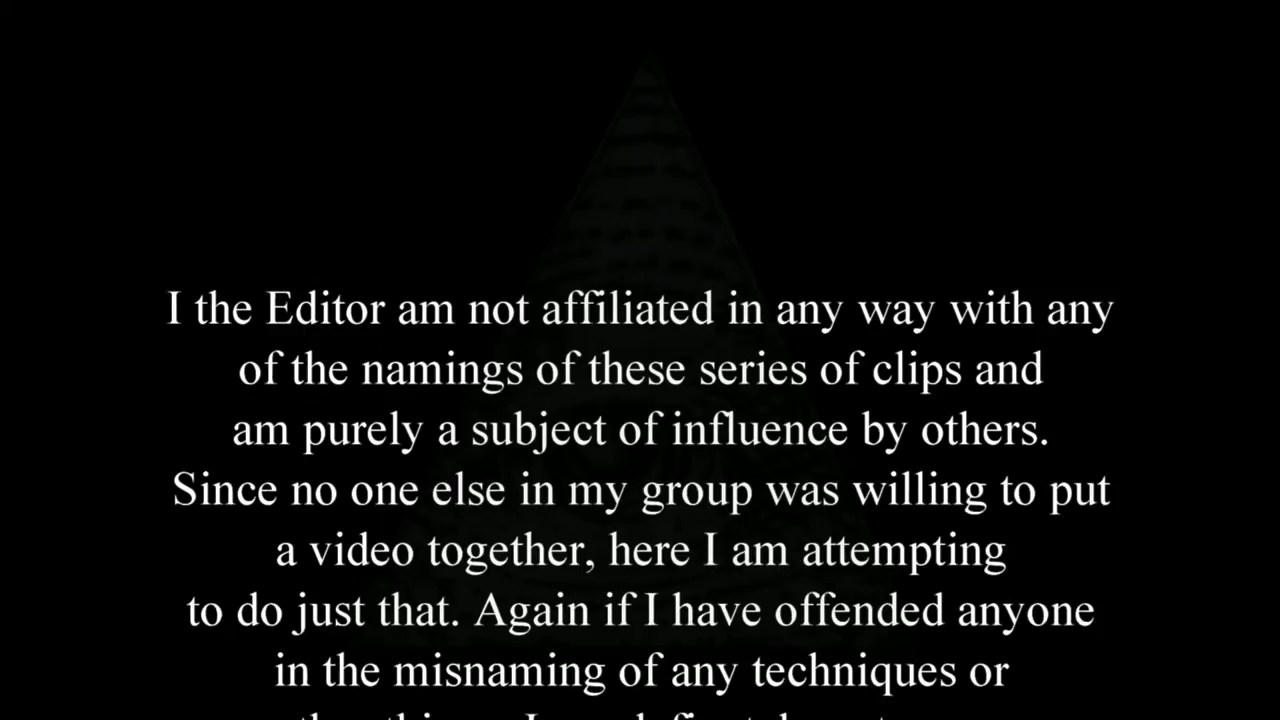 I the Editor am not affiliated in any way with any
of the namings of these series of clips and
am purely a subject of influence by others.
Since no one else in my group was willing to put
a video together, here I am attempting
to do just that. Again if I have offended anyone
in the misnaming of any techniques or